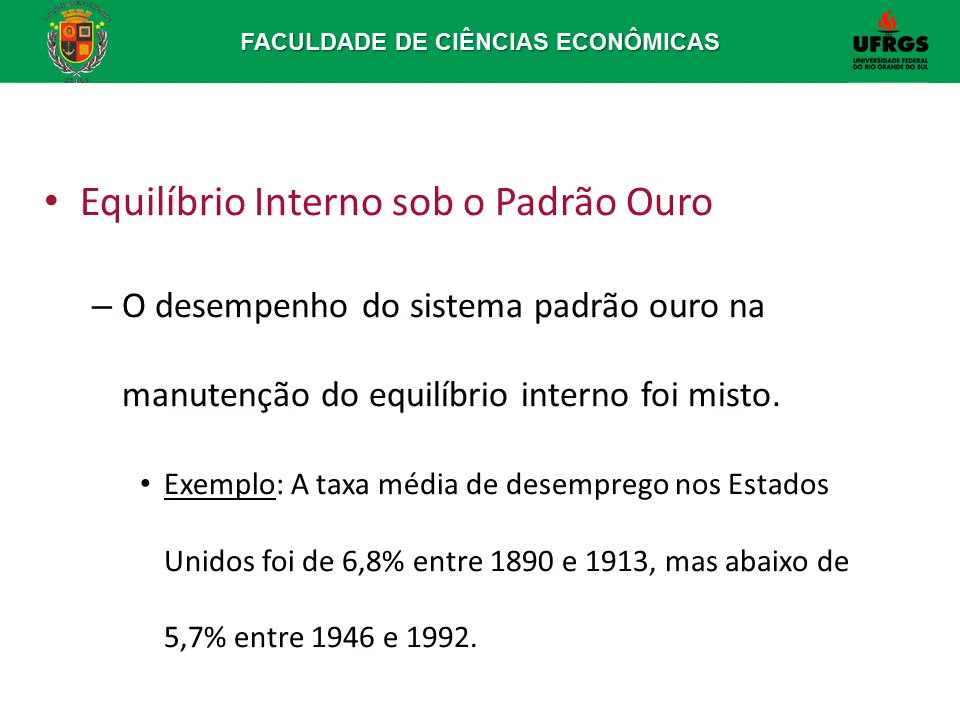 FACULDADE DE CIÊNCIAS ECONÔMICAS
UFRGS
UNIVERSIDADE FEDERAL
DO RIO GRANDE DO SUL
UFRGS
• Equilíbrio Interno sob o Padrão Ouro
– O desempenho do sistema padrão ouro na
manutenção do equilíbrio interno foi misto.
• Exemplo: A taxa média de desemprego nos Estados
Unidos foi de 6,8% entre 1890 e 1913, mas abaixo de
5,7% entre 1946 e 1992.